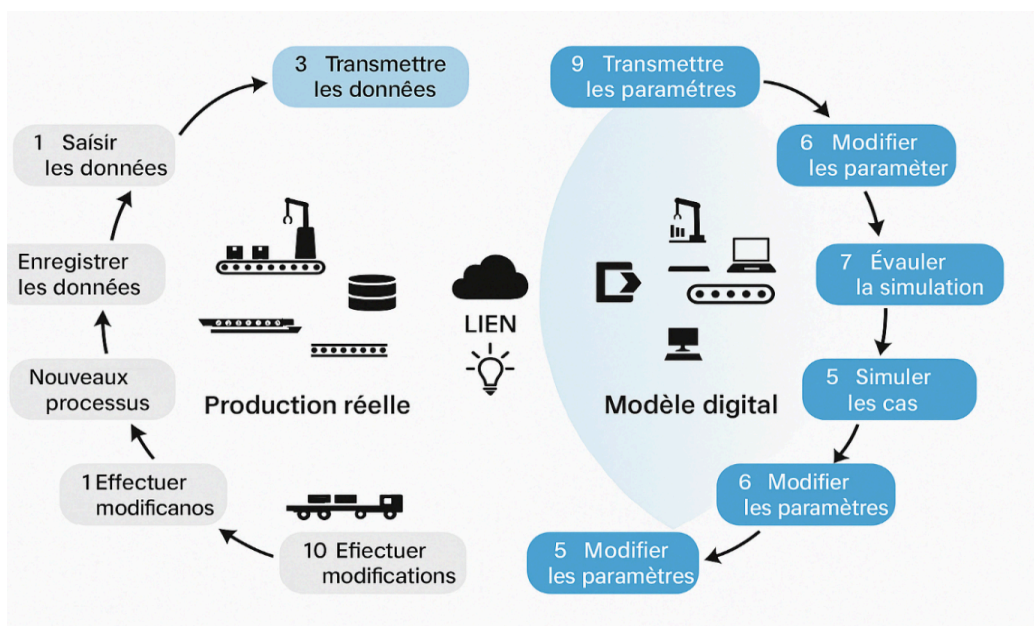 3 Transmettre
les donnêes
1 Saísir
les données
Enregistrer
les données
Nouveaux
processus
1 Effectuer
modificanos
10 Efiectuer
modifications
Production réelle
LIEN
Modèle digital
9 Transmettre
les paramétres
6 Modifier
les paramèter
7 Évauler
la simulation
5 Simuler
les cas
6 Modifier
les paramètres
5 Modifier
les paramètres